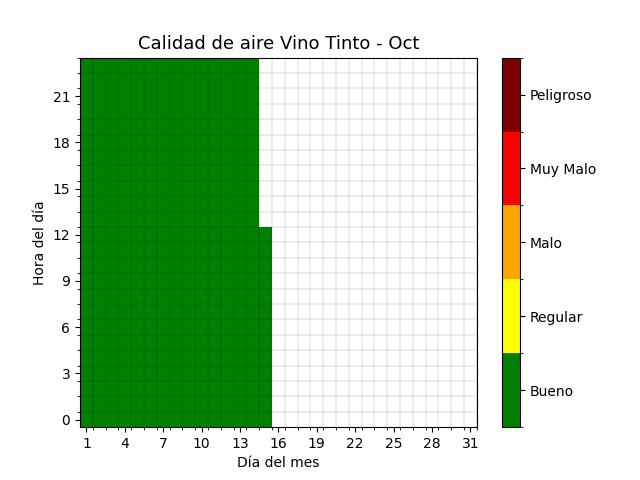 Calidad de aire Vino Tinto - Oct
Hora del día
21
18
15
12
9
6
3
0
1 4 7 10 13 16 19 22 25 28 31
Día del mes
Peligroso
Muy Malo
Malo
Regular
Bueno